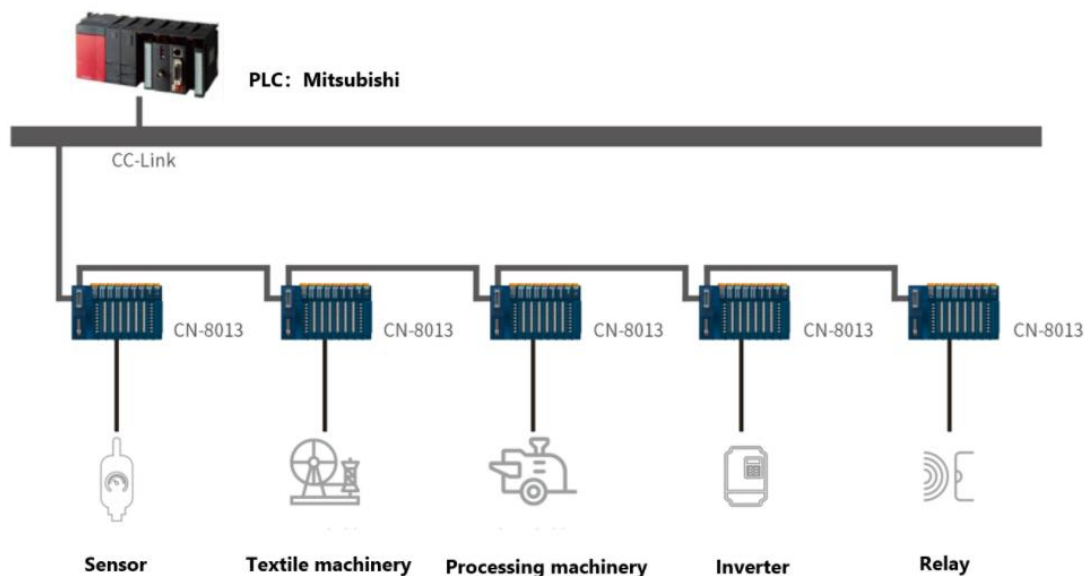 PLC: Mitsubishi
CC-Link
CN-8013
CN-8013
CN-8013
CN-8013
CN-8013
Sensor
Textile machinery
Processing machinery
Inverter
Relay